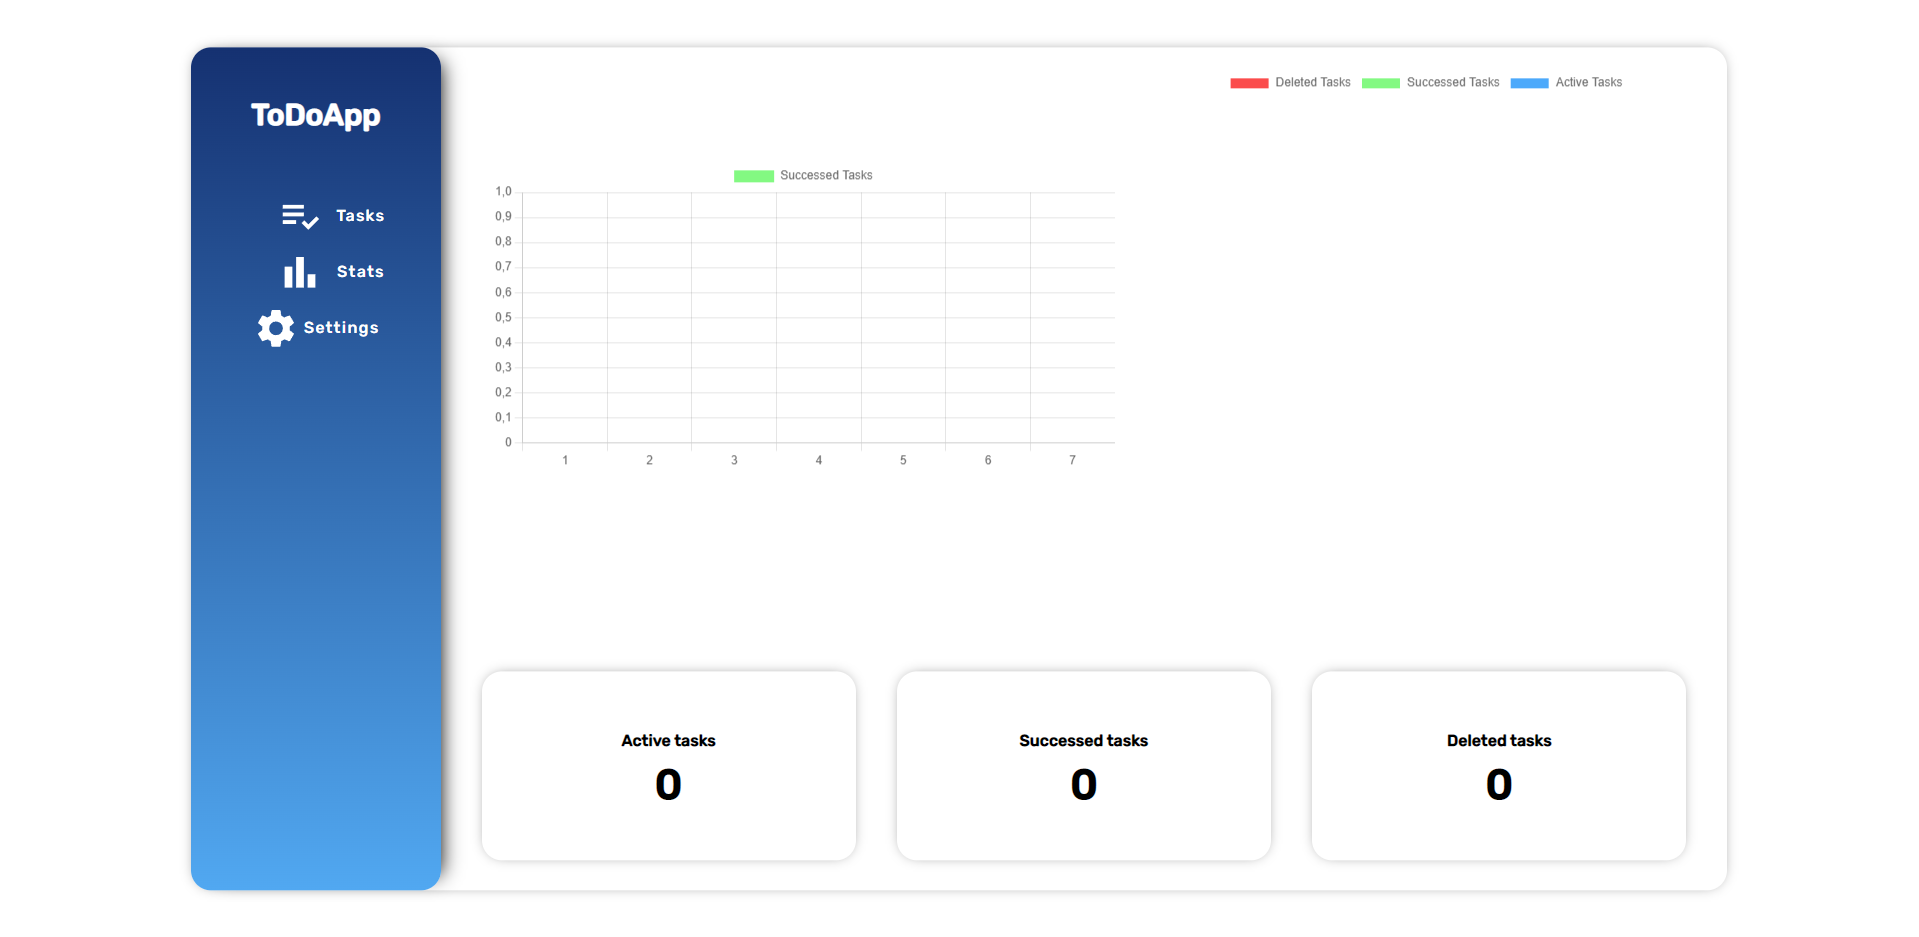 ToDoApp
Tasks
Stats
Settings
Deleted Tasks Successed Tasks Active Tasks
Successed Tasks
1,0
0,9
0,8
0,7
0,6
0,5
0,4
0,3
0,2
0,1
0
1 2 3 4 5 6 7
Active tasks
0
Successed tasks
0
Deleted tasks
0